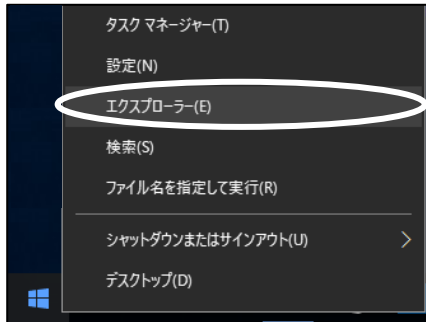 タスク マネージャー(T)
設定(N)
エクスプローラー(E)
検索(S)
ファイル名を指定して実行(R)
シャットダウンまたはサインアウト(U)
デスクトップ(D)